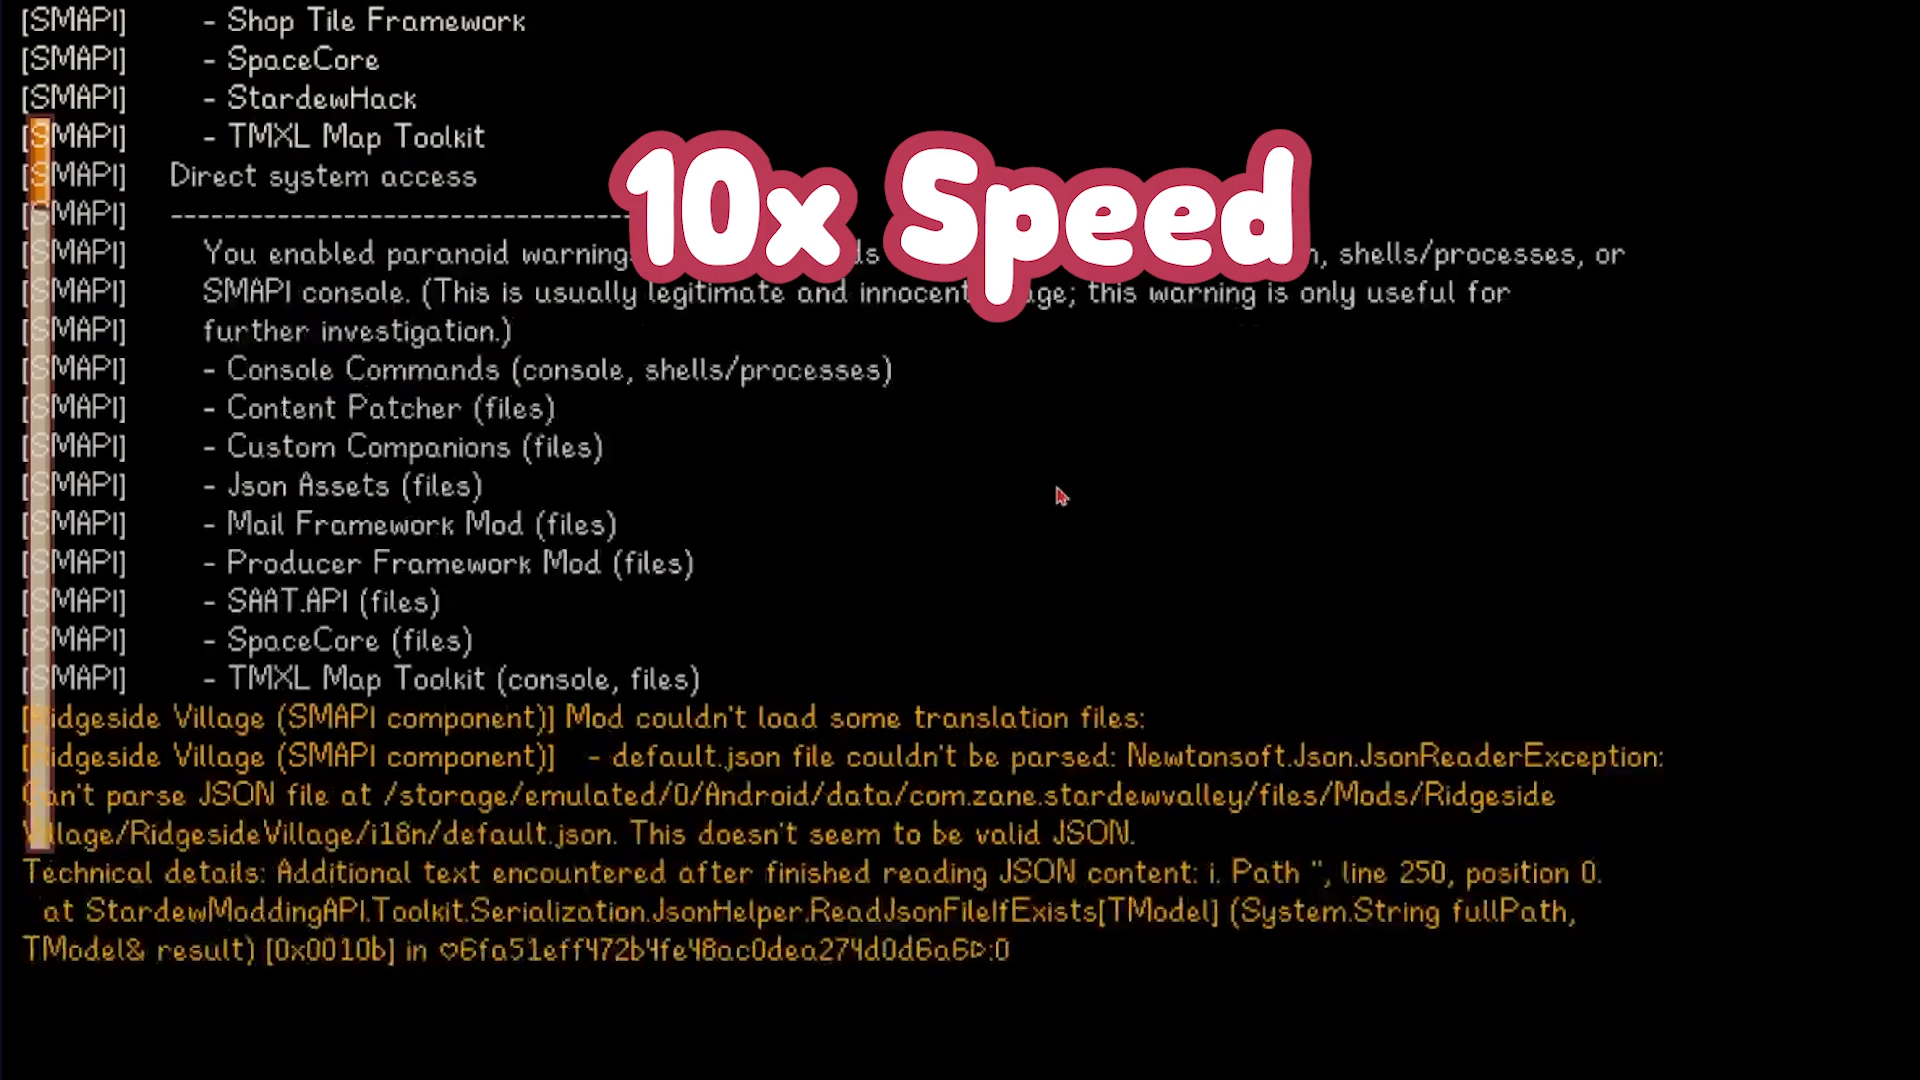 [SMAPI] - Shop Tile Framework
[SMAPI] - SpaceCore
[SMAPI] - StardewHack
[SMAPI] - TMXL Map Toolkit
[SMAPI] Direct system access
[SMAPI] ----------------------------
10x Speed
[SMAPI] You enabled paranoid warning shells/processes, or
[SMAPI] SMAPI console. (This is usually legitimate and innocent this warning is only useful for
[SMAPI] further investigation.)
[SMAPI] - Console Commands (console, shells/processes)
[SMAPI] - Content Patcher (files)
[SMAPI] - Custom Companions (files)
[SMAPI] - Json Assets (files)
[SMAPI] - Mail Framework Mod (files)
[SMAPI] - Producer Framework Mod (files)
[SMAPI] - SAAT.API (files)
[SMAPI] - SpaceCore (files)
[SMAPI] - TMXL Map Toolkit (console, files)
[Ridgeside Village (SMAPI component)] Mod couldn't load some translation files:
[Ridgeside Village (SMAPI component)] - default.json file couldn't be parsed: Newtonsoft.Json.JsonReaderException:
Can't parse JSON file at /storage/emulated/0/Android/data/com.zane.stardewvalley/files/Mods/Ridgeside
Village/RidgesideVillage/i18n/default.json. This doesn't seem to be valid JSON.
Technical details: Additional text encountered after finished reading JSON content: i. Path '', line 250, position 0.
at StardewModdingAPI.Toolkit.Serialization.JsonHelper.ReadJsonFileIfExists[TModel] (System.String fullPath,
TModel& result) [0x0010b] in ♡6fa51eff472b4fe48ac0dea274d0d6a6▷:0